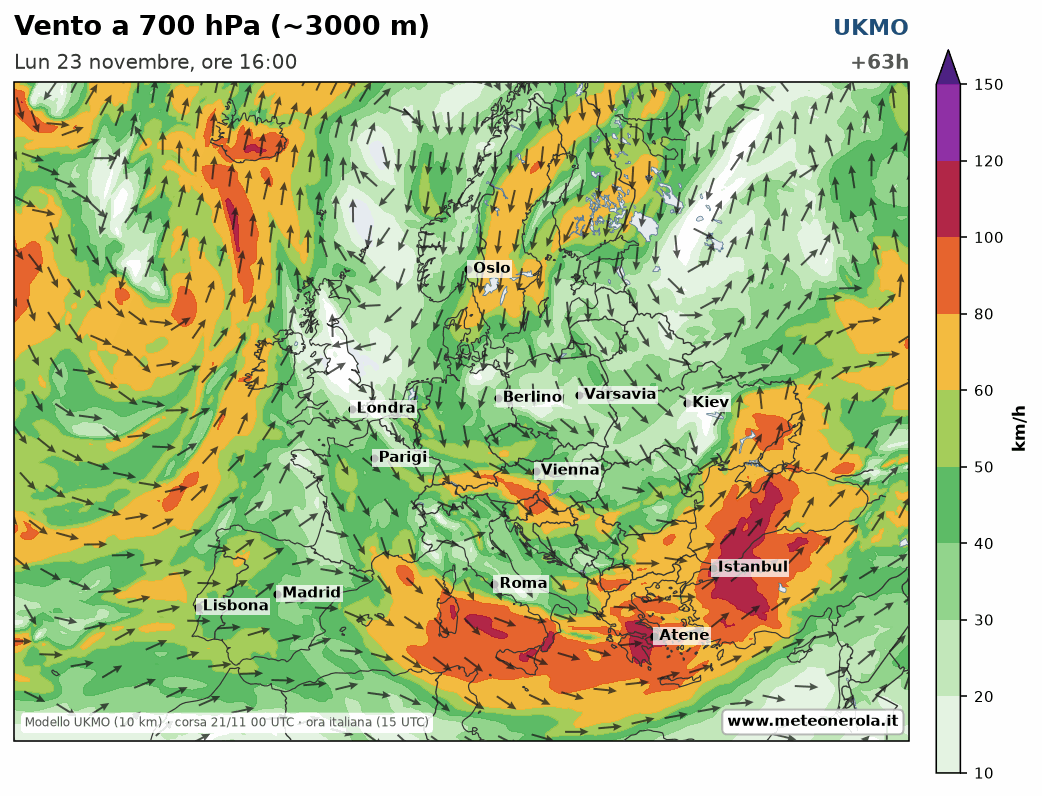 Vento a 700 hPa (~3000 m)
UKMO
Lun 23 novembre, ore 16:00
+63h
150
120
100
80
60
50
40
30
20
10
km/h
Oslo
Londra
Berlino
Varsavia
Kiev
Parigi
Vienna
Istanbul
Roma
Madrid
Lisbona
Atene
Modello UKMO (10 km) · corsa 21/11 00 UTC · ora italiana (15 UTC)
www.meteonerola.it